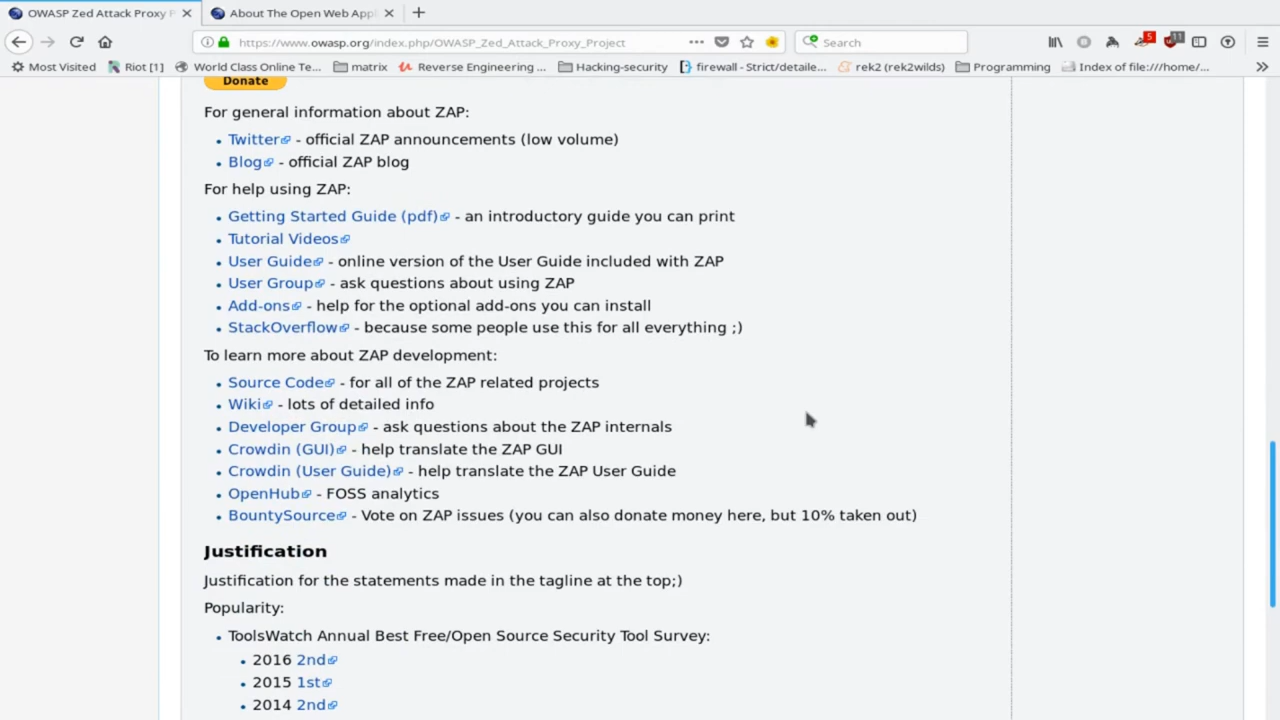 OWASP Zed Attack Proxy P
About The Open Web Appl
https://www.owasp.org/index.php/OWASP_Zed_Attack_Proxy_Project
Search
5
11
Most Visited
Riot [1]
World Class Online Te...
matrix
Reverse Engineering ...
Hacking-security
firewall - Strict/detaile...
rek2 (rek2wilds)
Programming
Index of file:///home/...
Donate
For general information about ZAP:
• Twitter - official ZAP announcements (low volume)
• Blog - official ZAP blog
For help using ZAP:
• Getting Started Guide (pdf) - an introductory guide you can print
• Tutorial Videos
• User Guide - online version of the User Guide included with ZAP
• User Group - ask questions about using ZAP
• Add-ons - help for the optional add-ons you can install
• StackOverflow - because some people use this for all everything ;)
To learn more about ZAP development:
• Source Code - for all of the ZAP related projects
• Wiki - lots of detailed info
• Developer Group - ask questions about the ZAP internals
• Crowdin (GUI) - help translate the ZAP GUI
• Crowdin (User Guide) - help translate the ZAP User Guide
• OpenHub - FOSS analytics
• BountySource - Vote on ZAP issues (you can also donate money here, but 10% taken out)
Justification
Justification for the statements made in the tagline at the top;)
Popularity:
• ToolsWatch Annual Best Free/Open Source Security Tool Survey:
• 2016 2nd
• 2015 1st
• 2014 2nd